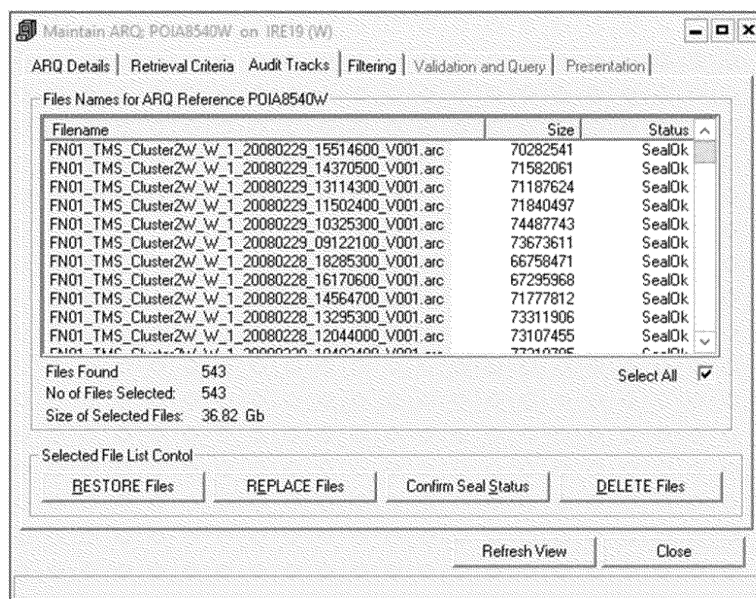 Maintain ARQ; POIA8540W on IRE19 (W)
ARQ Details Retrieval Criteria Audit Tracks Filtering Validation and Query Presentation
Files Names for ARQ Reference POIA8540W
Filename Size Status
FN01_TMS_Cluster2W_W_1_20080229_15514600_V001.arc 70282541 SealOk
FN01_TMS_Cluster2W_W_1_20080229_14370500_V001.arc 71582061 SealOk
FN01_TMS_Cluster2W_W_1_20080229_13114300_V001.arc 71187624 SealOk
FN01_TMS_Cluster2W_W_1_20080229_11502400_V001.arc 71840497 SealOk
FN01_TMS_Cluster2W_W_1_20080229_10325300_V001.arc 74487743 SealOk
FN01_TMS_Cluster2W_W_1_20080229_09122100_V001.arc 73673611 SealOk
FN01_TMS_Cluster2W_W_1_20080228_18285300_V001.arc 66758471 SealOk
FN01_TMS_Cluster2W_W_1_20080228_16170600_V001.arc 67295968 SealOk
FN01_TMS_Cluster2W_W_1_20080228_14564700_V001.arc 71777812 SealOk
FN01_TMS_Cluster2W_W_1_20080228_13295300_V001.arc 73311906 SealOk
FN01_TMS_Cluster2W_W_1_20080228_12044000_V001.arc 73107455 SealOk
Files Found 543 Select All
No of Files Selected: 543
Size of Selected Files: 36.82 Gb
Selected File List Contol
RESTORE Files REPLACE Files Confirm Seal Status DELETE Files
Refresh View Close